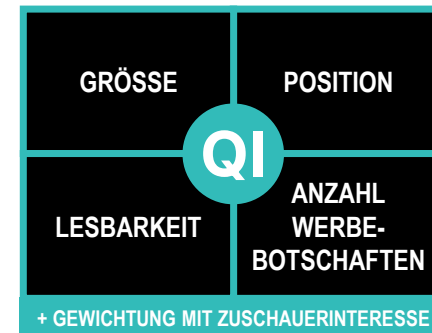 GRÖSSE
POSITION
QI
LESBARKEIT
ANZAHL
WERBE-
BOTSCHAFTEN
+ GEWICHTUNG MIT ZUSCHAUERINTERESSE